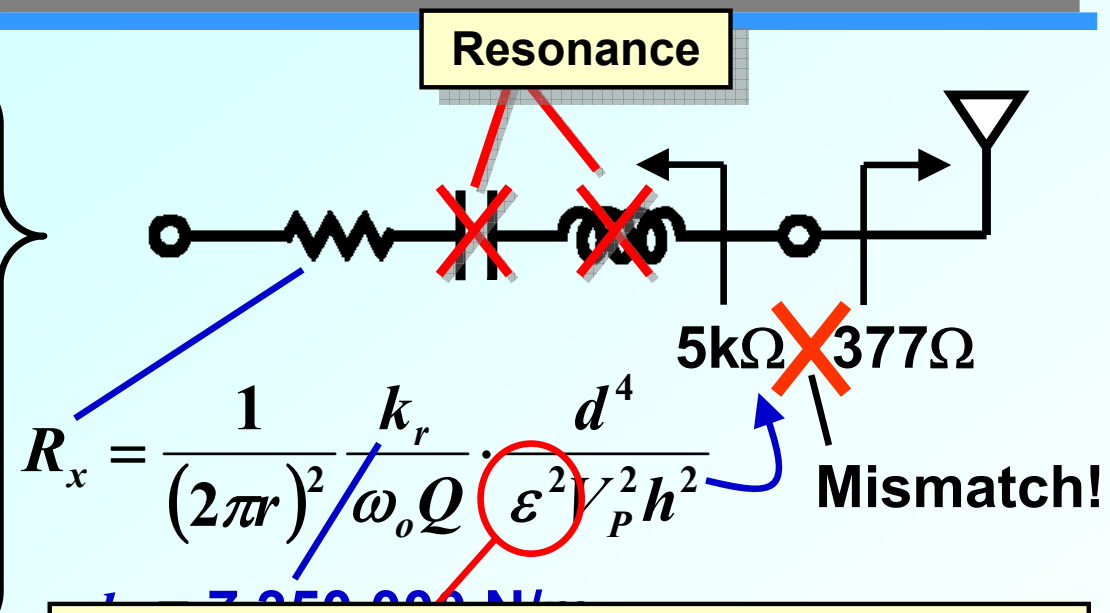 Resonance
5kΩ 377Ω
R_x = 1/(2πr)^2 k_r/(ω_o Q) · d^4/(ε^2 V_P^2 h^2)
Mismatch!